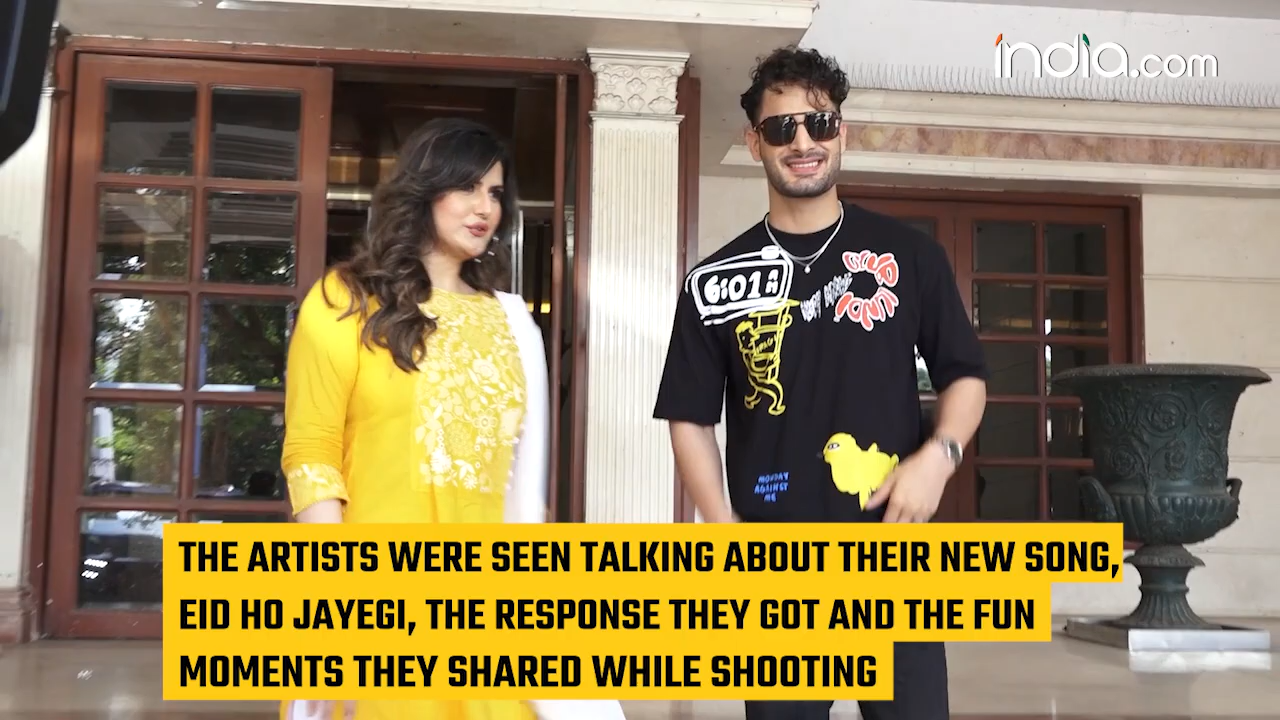 india.com
6:01A
MONDAY
AGAINST
ME
THE ARTISTS WERE SEEN TALKING ABOUT THEIR NEW SONG,
EID HO JAYEGI, THE RESPONSE THEY GOT AND THE FUN
MOMENTS THEY SHARED WHILE SHOOTING